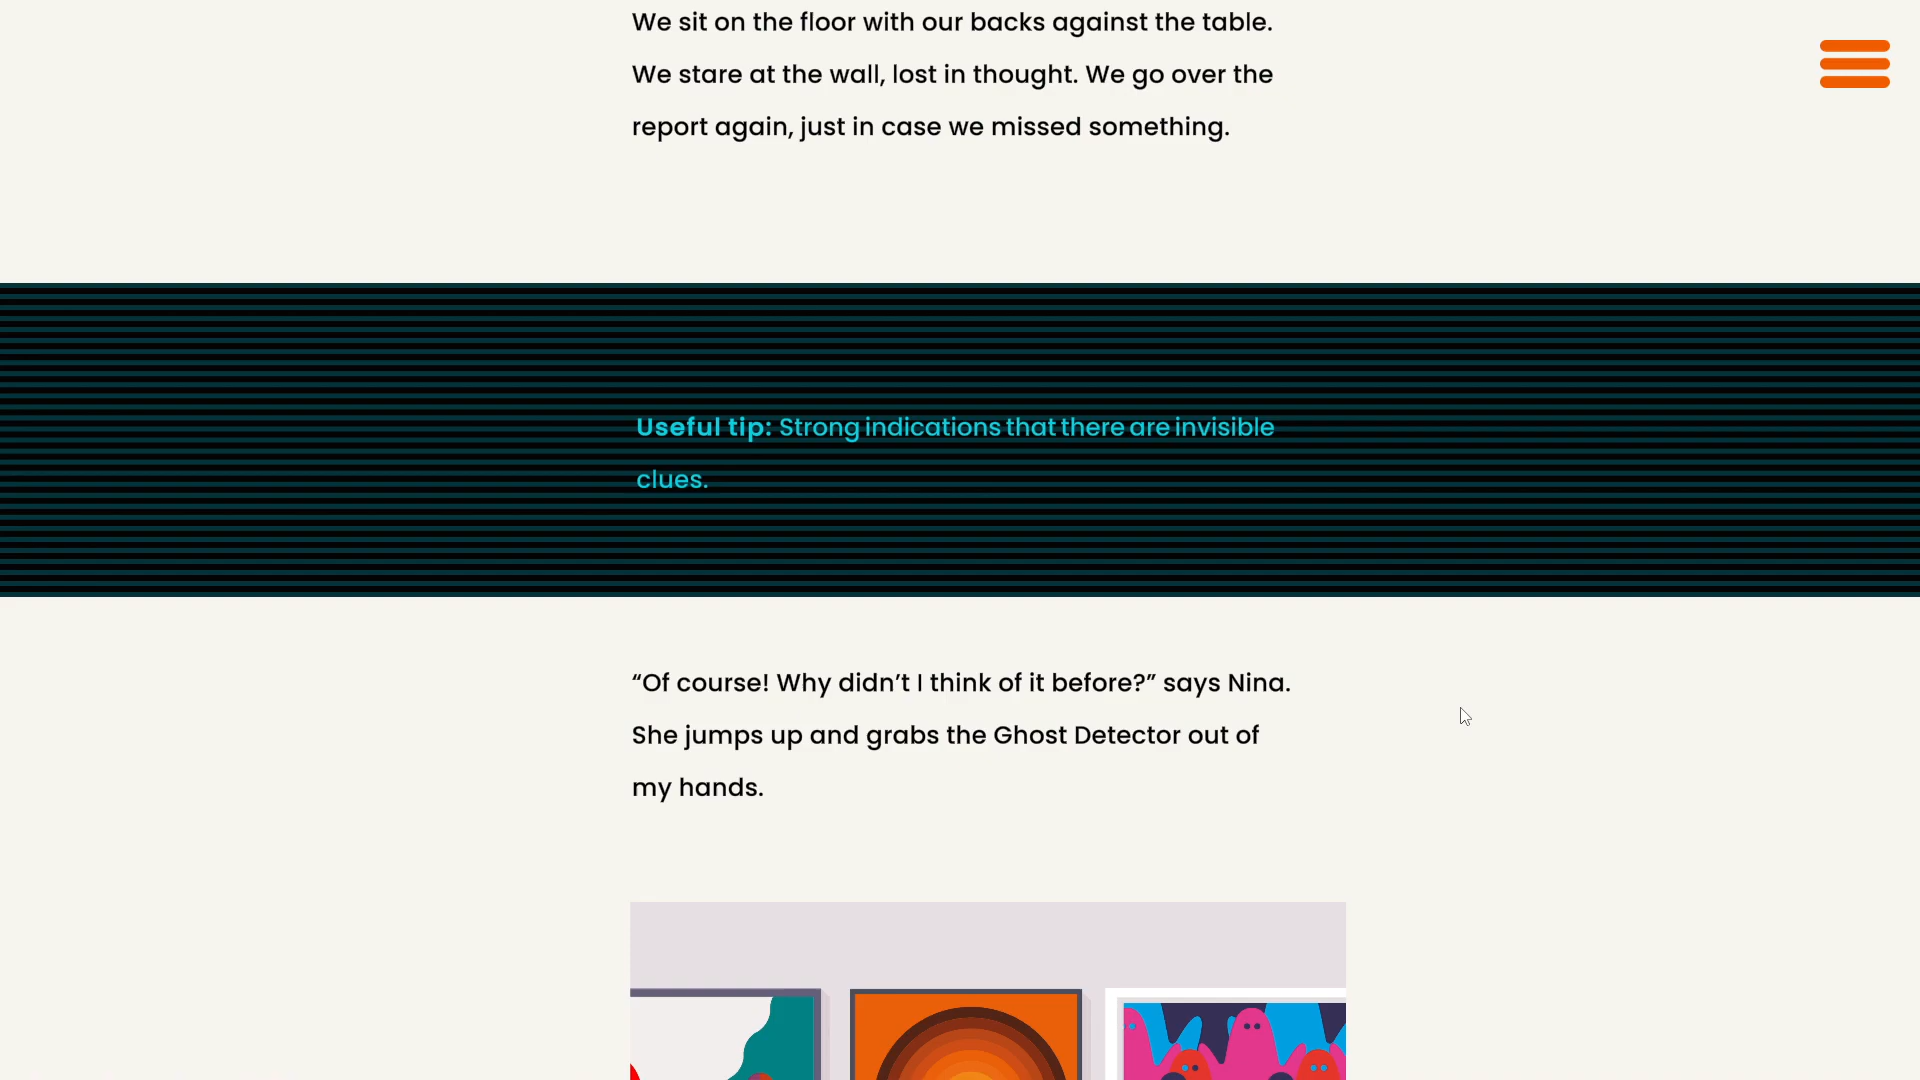 We sit on the floor with our backs against the table.
We stare at the wall, lost in thought. We go over the
report again, just in case we missed something.
Useful tip: Strong indications that there are invisible
clues.
“Of course! Why didn’t I think of it before?” says Nina.
She jumps up and grabs the Ghost Detector out of
my hands.